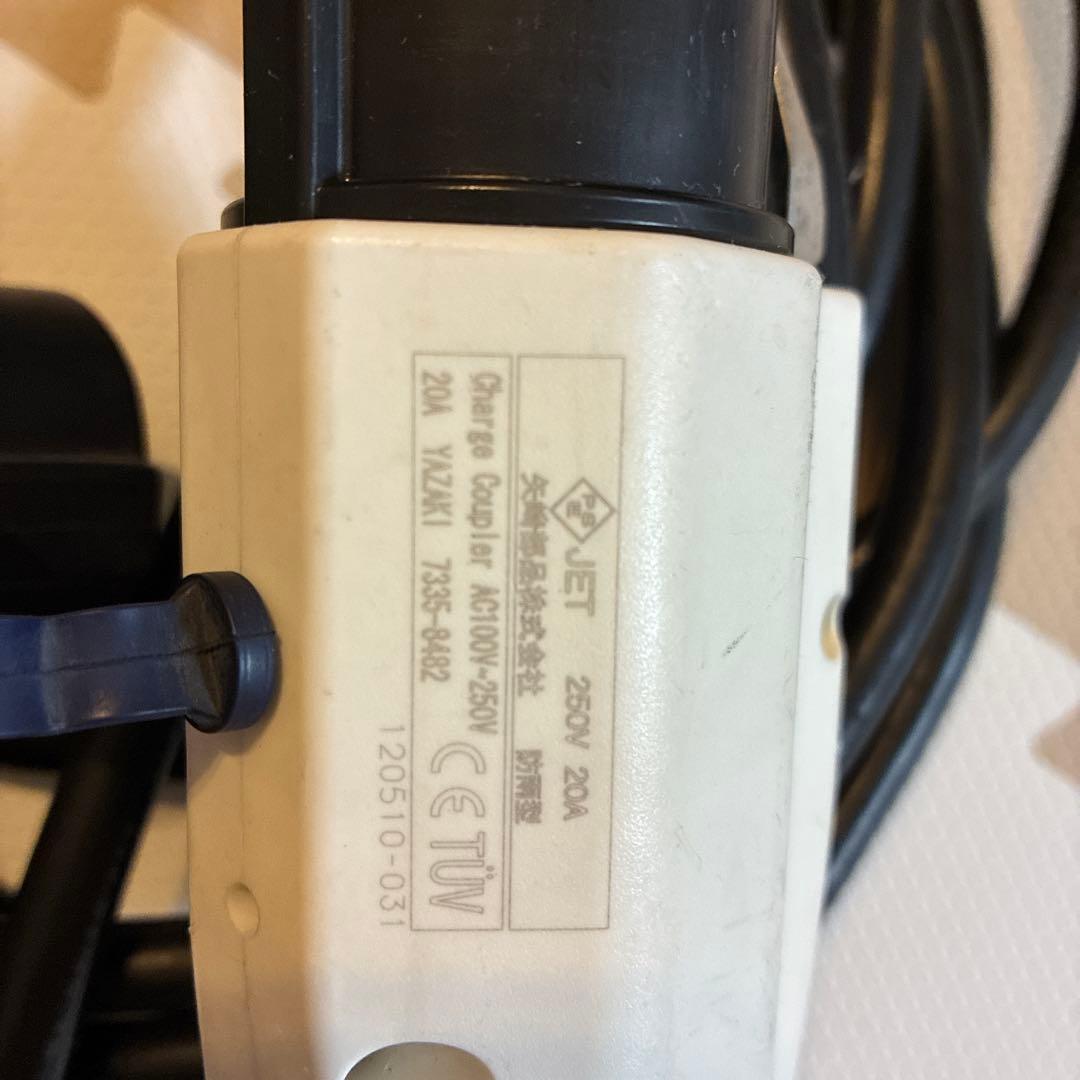 PS
E
JET 250V 20A
矢崎部品株式会社 防雨型
Charge Coupler AC100V~250V
20A YAZAKI 7335-8482
CE TÜV
120510-031